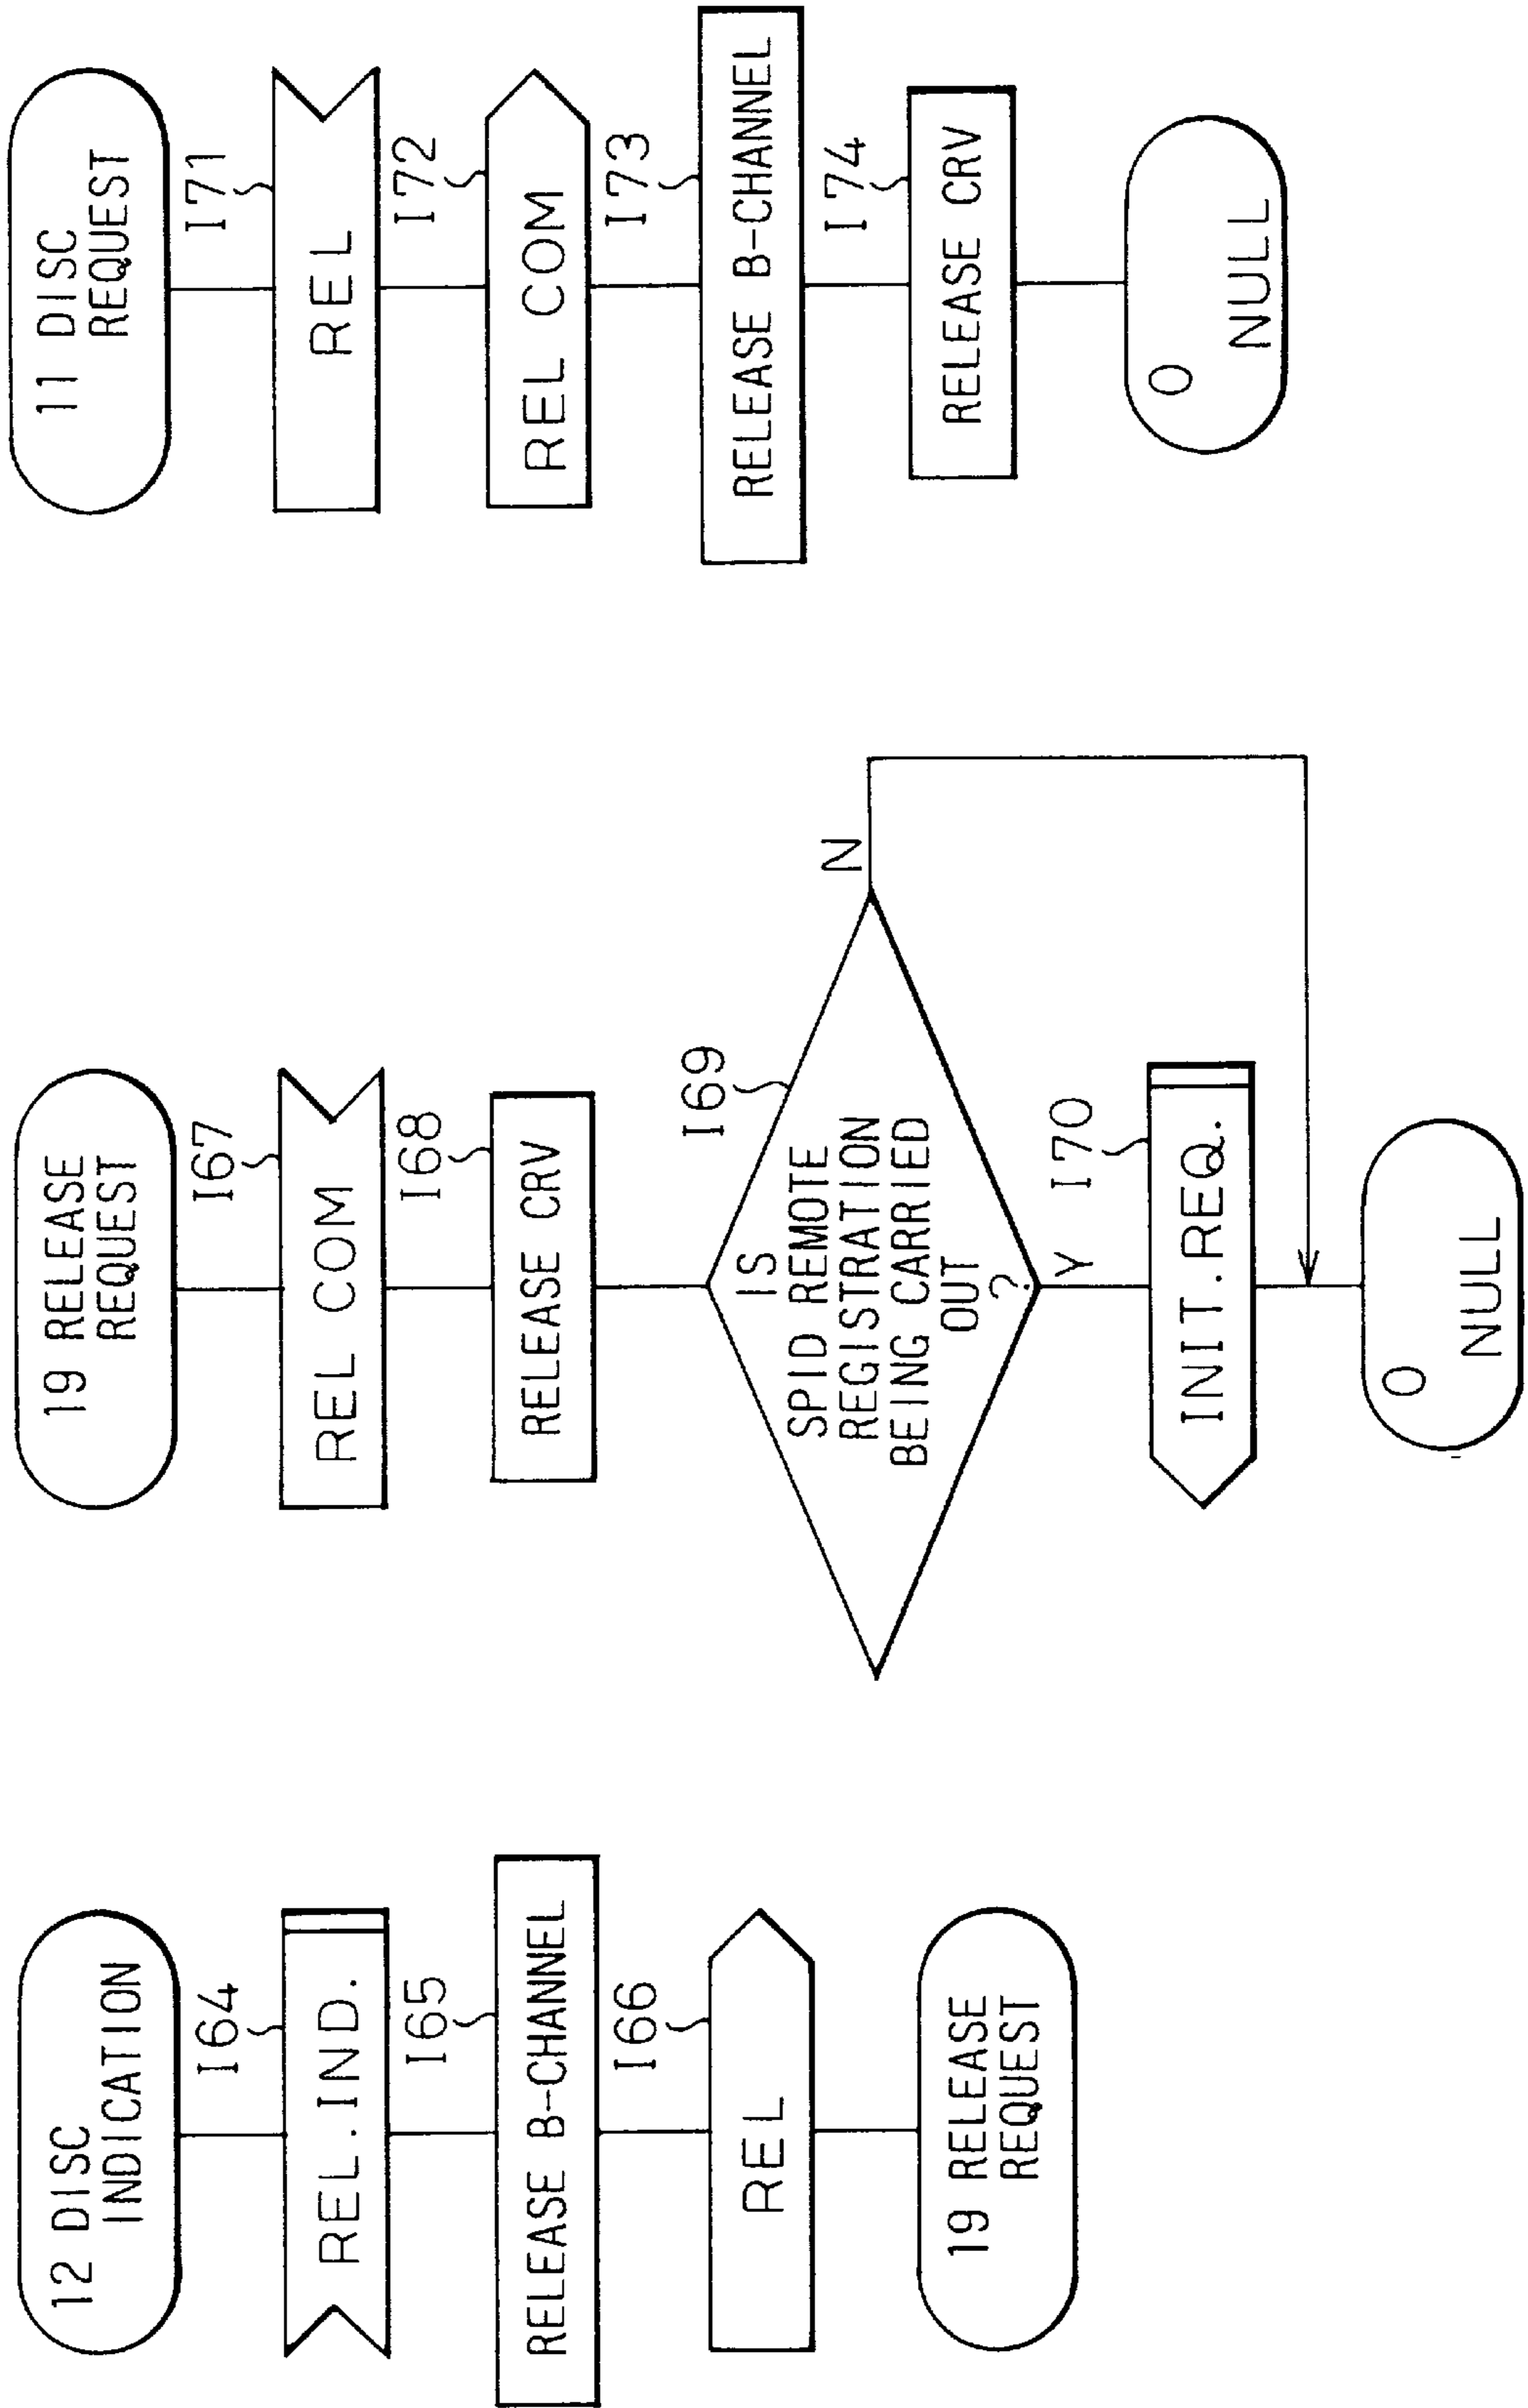 12 DISC
INDICATION
I64
REL.IND.
I65
RELEASE B-CHANNEL
I66
REL
19 RELEASE
REQUEST
19 RELEASE
REQUEST
I67
REL COM
I68
RELEASE CRV
I69
IS
SPID REMOTE
REGISTRATION
BEING CARRIED
OUT
?
N
Y
I70
INIT.REQ.
0
NULL
11 DISC
REQUEST
I71
REL
I72
REL COM
I73
RELEASE B-CHANNEL
I74
RELEASE CRV
0
NULL